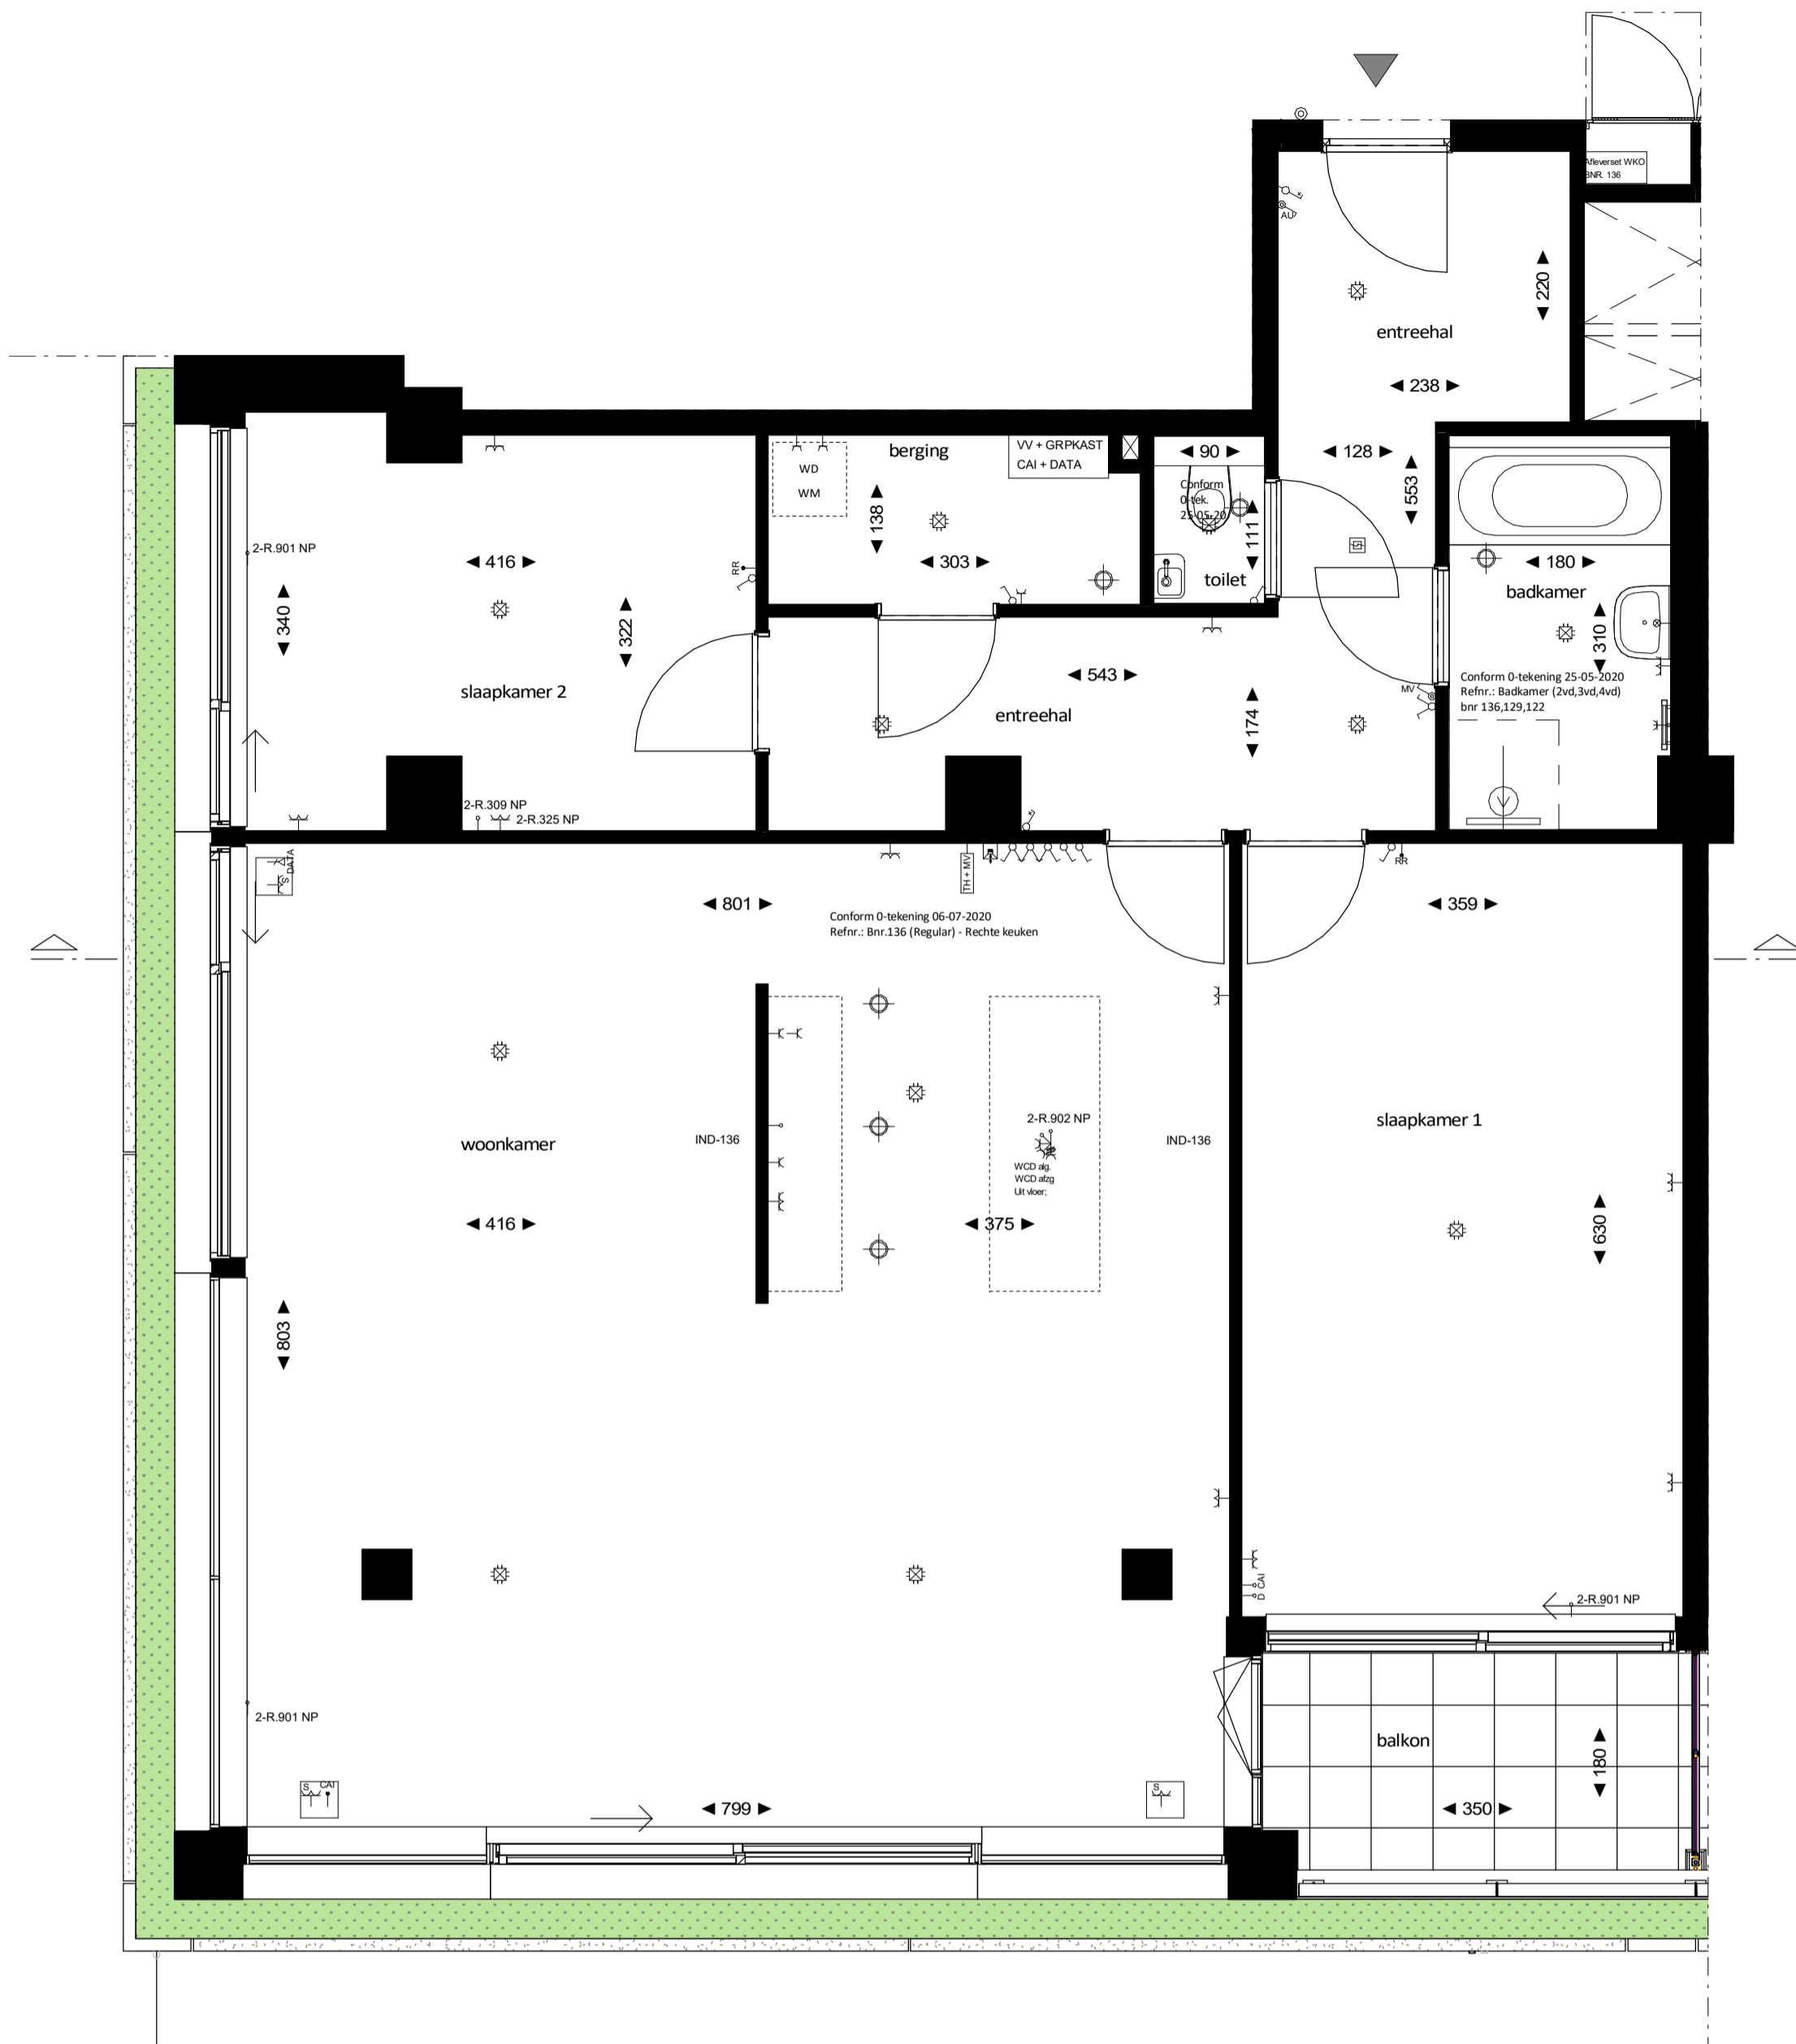 Afleverset WKO
BNR. 136
AU
220
entreehal
238
berging
VV + GRPKAST
CAI + DATA
WD
WM
90
128
Conform
0-tek.
25-05-20
553
138
111
2-R.901 NP
416
303
RR
toilet
180
badkamer
340
322
310
slaapkamer 2
543
Conform 0-tekening 25-05-2020
Refnr.: Badkamer (2vd,3vd,4vd)
bnr 136,129,122
MV
entreehal
174
2-R.309 NP
2-R.325 NP
S
DATA
TH + MV
RR
801
359
Conform 0-tekening 06-07-2020
Refnr.: Bnr.136 (Regular) - Rechte keuken
2-R.902 NP
slaapkamer 1
woonkamer
IND-136
IND-136
WCD alg.
WCD afzg
Uit vloer;
416
375
630
803
D CAI
2-R.901 NP
2-R.901 NP
balkon
180
S
CAI
S
799
350